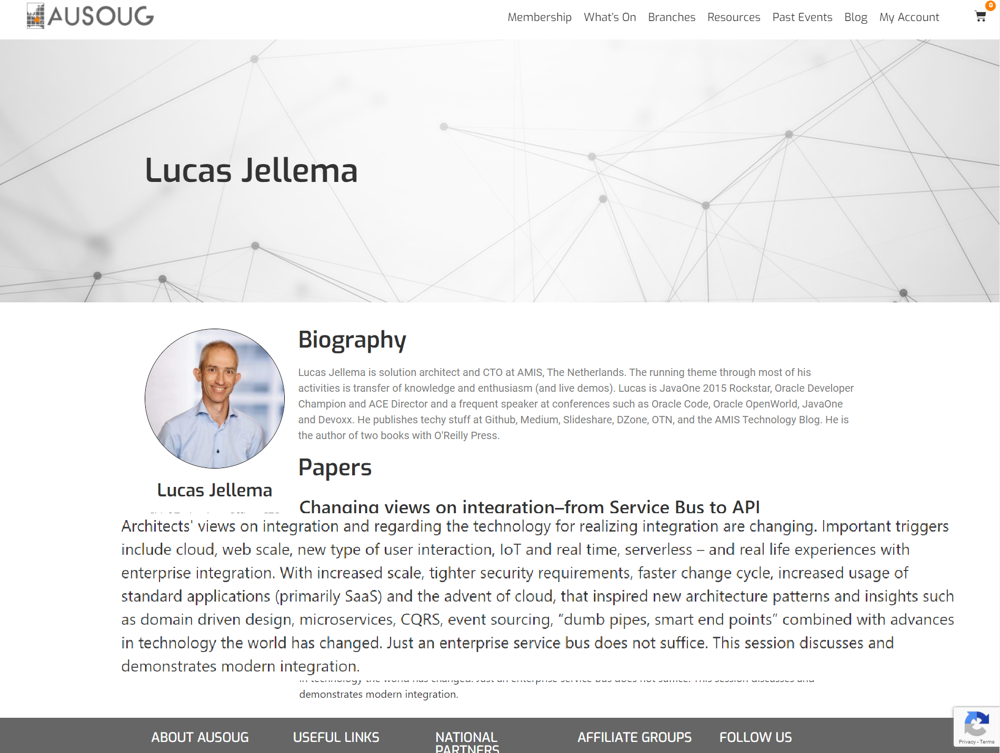 AUSOUG
Membership What's On Branches Resources Past Events Blog My Account
0
Lucas Jellema
Biography
Lucas Jellema is solution architect and CTO at AMIS, The Netherlands. The running theme through most of his
activities is transfer of knowledge and enthusiasm (and live demos). Lucas is JavaOne 2015 Rockstar, Oracle Developer
Champion and ACE Director and a frequent speaker at conferences such as Oracle Code, Oracle OpenWorld, JavaOne
and Devoxx. He publishes techy stuff at Github, Medium, Slideshare, DZone, OTN, and the AMIS Technology Blog. He is
the author of two books with O'Reilly Press.
Papers
Lucas Jellema
Changing views on integration–from Service Bus to API
Architects' views on integration and regarding the technology for realizing integration are changing. Important triggers
include cloud, web scale, new type of user interaction, IoT and real time, serverless – and real life experiences with
enterprise integration. With increased scale, tighter security requirements, faster change cycle, increased usage of
standard applications (primarily SaaS) and the advent of cloud, that inspired new architecture patterns and insights such
as domain driven design, microservices, CQRS, event sourcing, “dumb pipes, smart end points” combined with advances
in technology the world has changed. Just an enterprise service bus does not suffice. This session discusses and
demonstrates modern integration.
in technology the world has changed. Just an enterprise service bus does not suffice. This session discusses and
demonstrates modern integration.
ABOUT AUSOUG
USEFUL LINKS
NATIONAL
PARTNERS
AFFILIATE GROUPS
FOLLOW US
Privacy - Terms